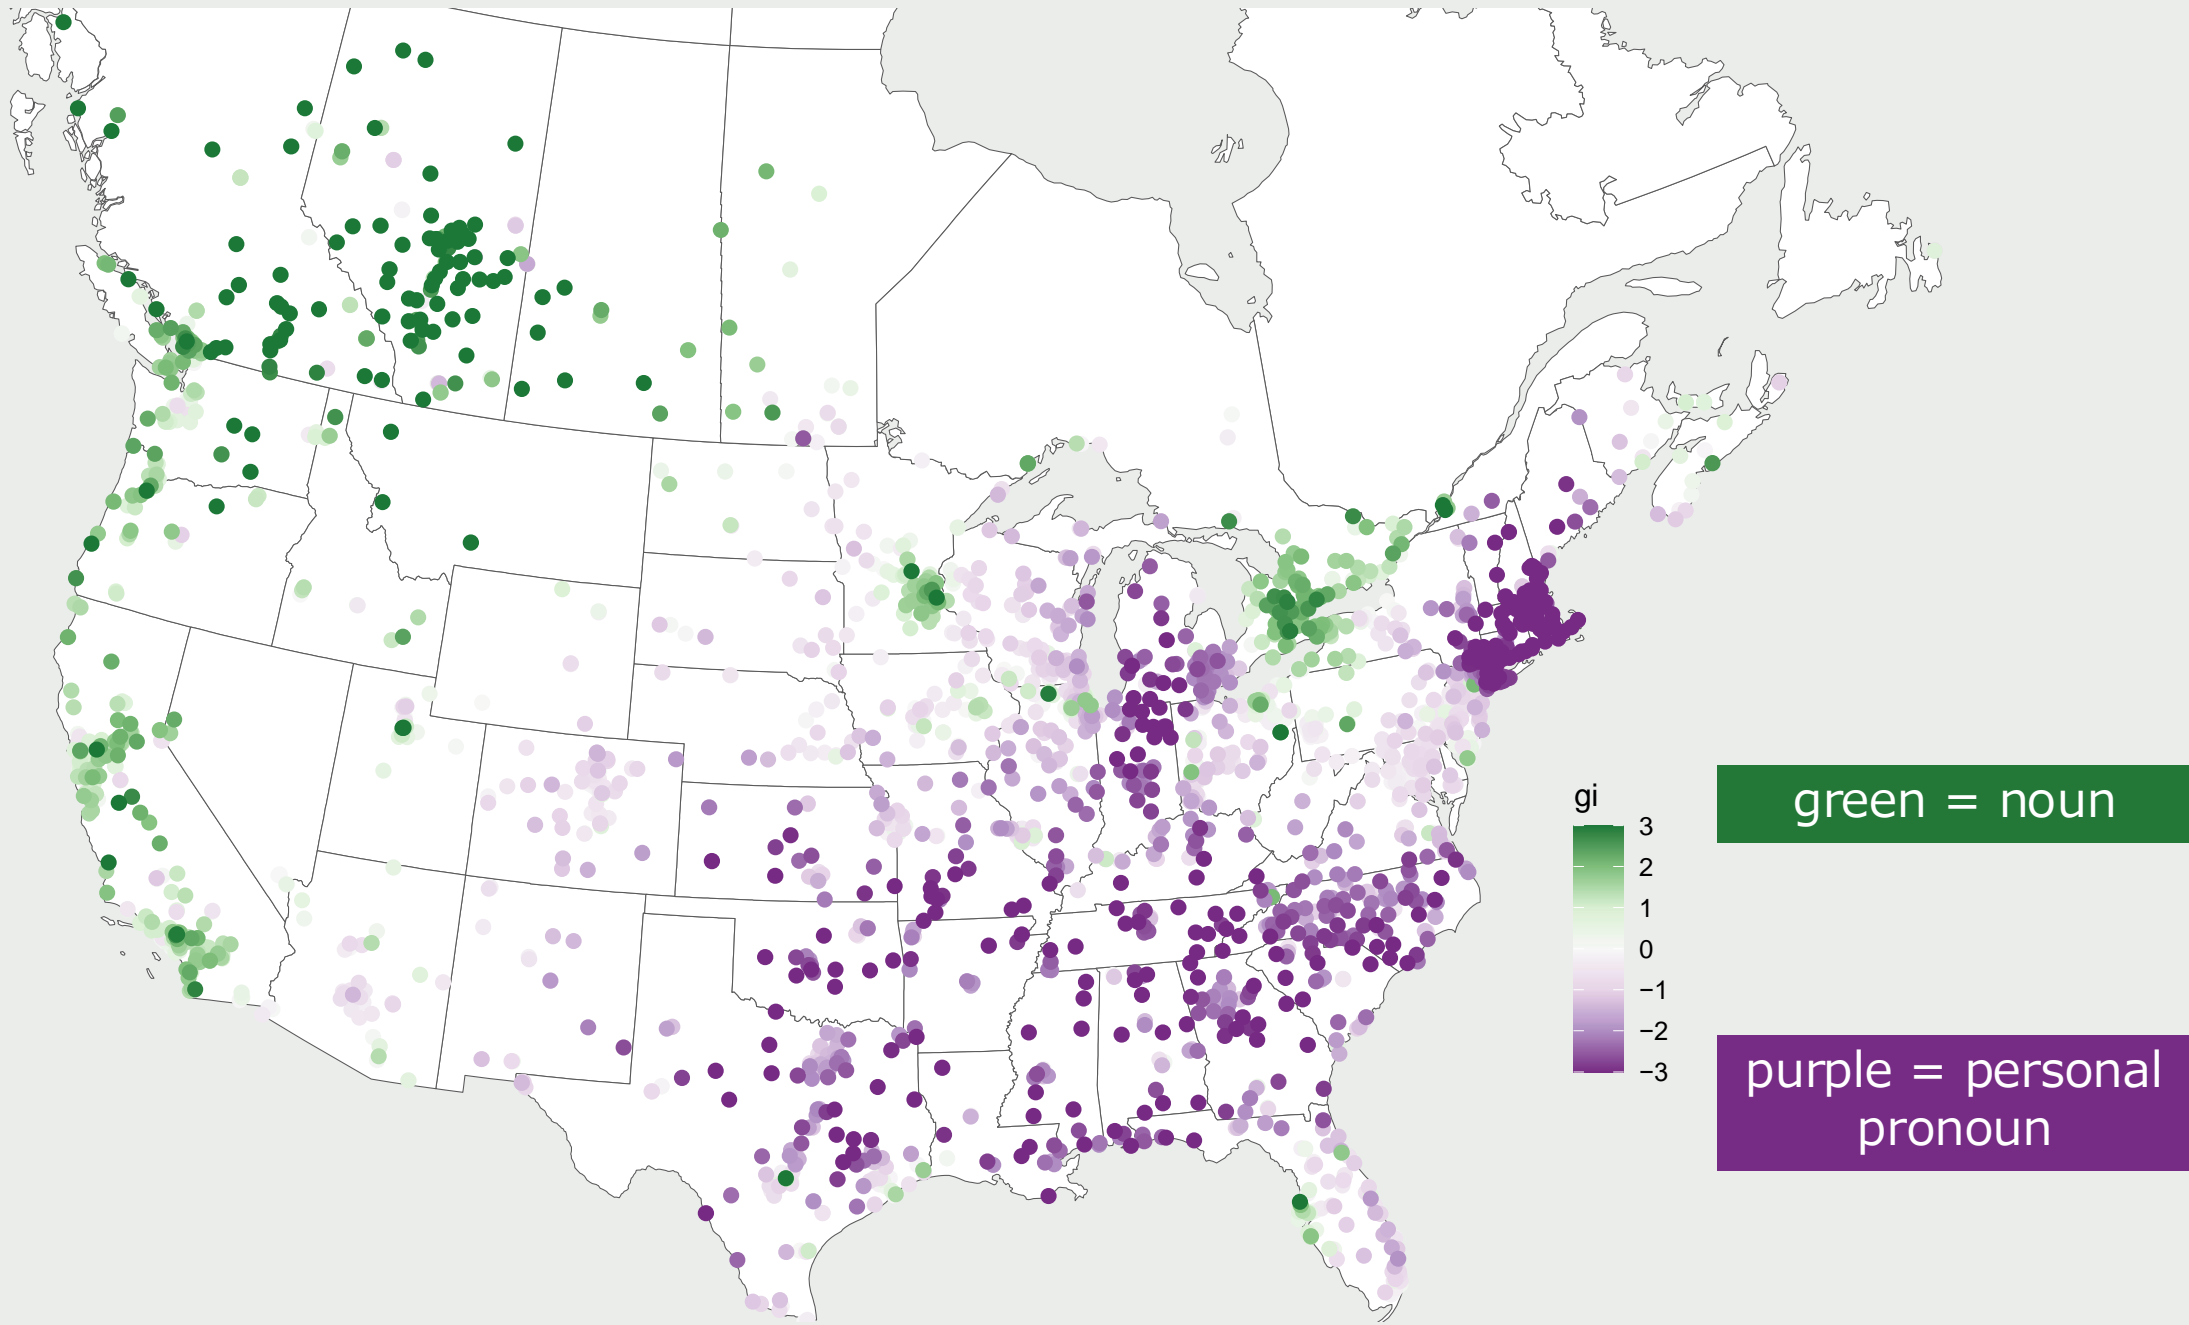 gi
3
2
1
0
−1
−2
−3
green = noun
purple = personal
pronoun